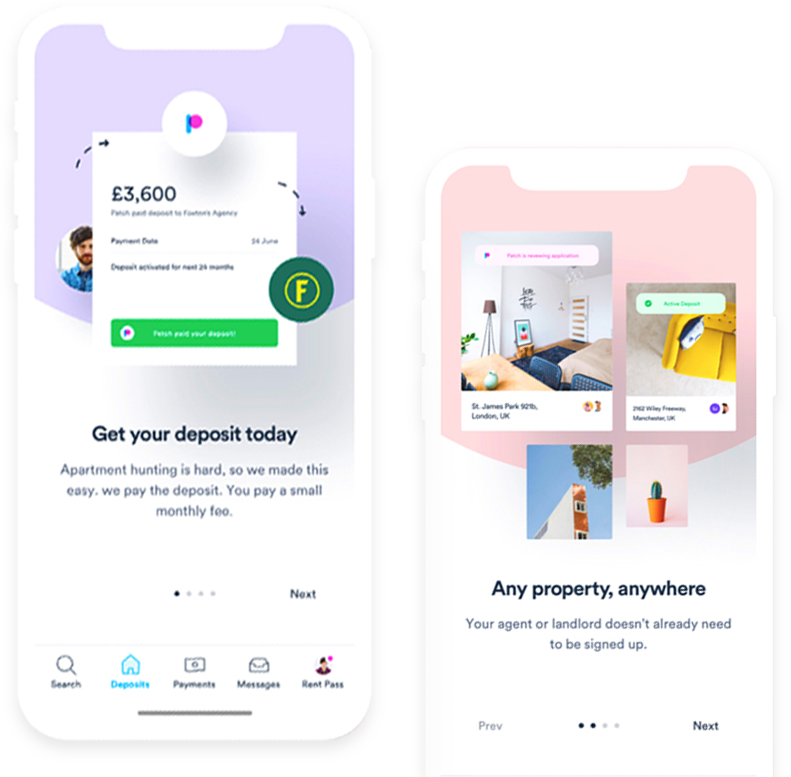 £3,600
Fetch paid deposit to Foxton's Agency
Payment Date
24 June
Deposit activated for next 24 months
F
Fetch paid your deposit!
Get your deposit today
Apartment hunting is hard, so we made this
easy. we pay the deposit. You pay a small
monthly fee.
Next
Search
Deposits
Payments
Messages
Rent Pass
Fetch is reviewing application
Active Deposit
St. James Park 921b,
London, UK
2162 Wiley Freeway,
Manchester, UK
Any property, anywhere
Your agent or landlord doesn't already need
to be signed up.
Prev
Next